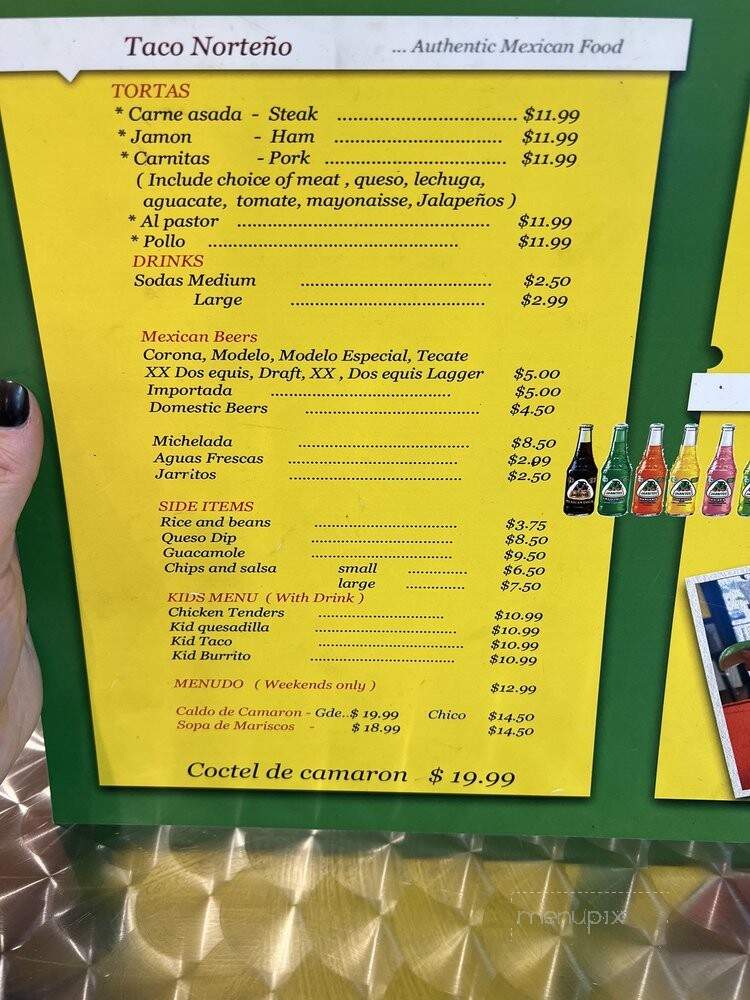 Taco Norteño ... Authentic Mexican Food
TORTAS
* Carne asada - Steak ................................ $11.99
* Jamon - Ham .............................. $11.99
* Carnitas - Pork ................................ $11.99
( Include choice of meat , queso, lechuga,
aguacate, tomate, mayonaisse, Jalapeños )
* Al pastor ............................................. $11.99
* Pollo ............................................. $11.99
DRINKS
Sodas Medium .................................. $2.50
Large .................................. $2.99
Mexican Beers
Corona, Modelo, Modelo Especial, Tecate
XX Dos equis, Draft, XX , Dos equis Lagger $5.00
Importada ................................ $5.00
Domestic Beers ................................ $4.50
Michelada .................................. $8.50
Aguas Frescas .................................. $2.99
Jarritos .................................. $2.50
SIDE ITEMS
Rice and beans .............................. $3.75
Queso Dip .............................. $8.50
Guacamole .............................. $9.50
Chips and salsa small ............. $6.50
large ............. $7.50
KIDS MENU ( With Drink )
Chicken Tenders .......................... $10.99
Kid quesadilla .............................. $10.99
Kid Taco .............................. $10.99
Kid Burrito .............................. $10.99
MENUDO ( Weekends only ) $12.99
Caldo de Camaron - Gde..$ 19.99 Chico $14.50
Sopa de Mariscos - $ 18.99 $14.50
Coctel de camaron $ 19.99
menupix